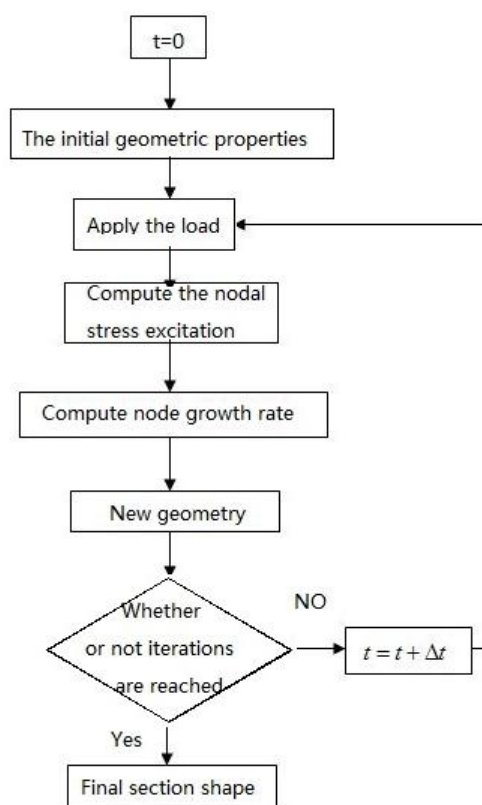 t=0
The initial geometric properties
Apply the load
Compute the nodal
stress excitation
Compute node growth rate
New geometry
Whether
or not iterations
are reached
NO
t = t + Δt
Yes
Final section shape